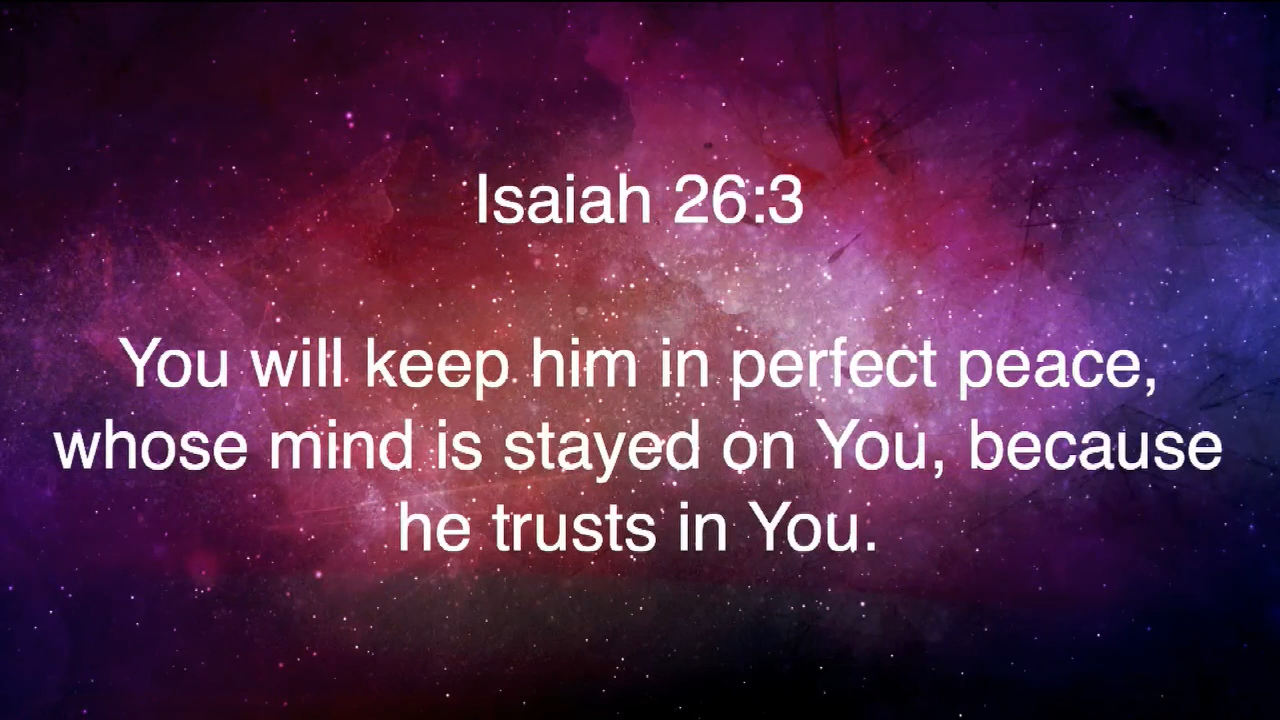 Isaiah 26:3
You will keep him in perfect peace,
whose mind is stayed on You, because
he trusts in You.